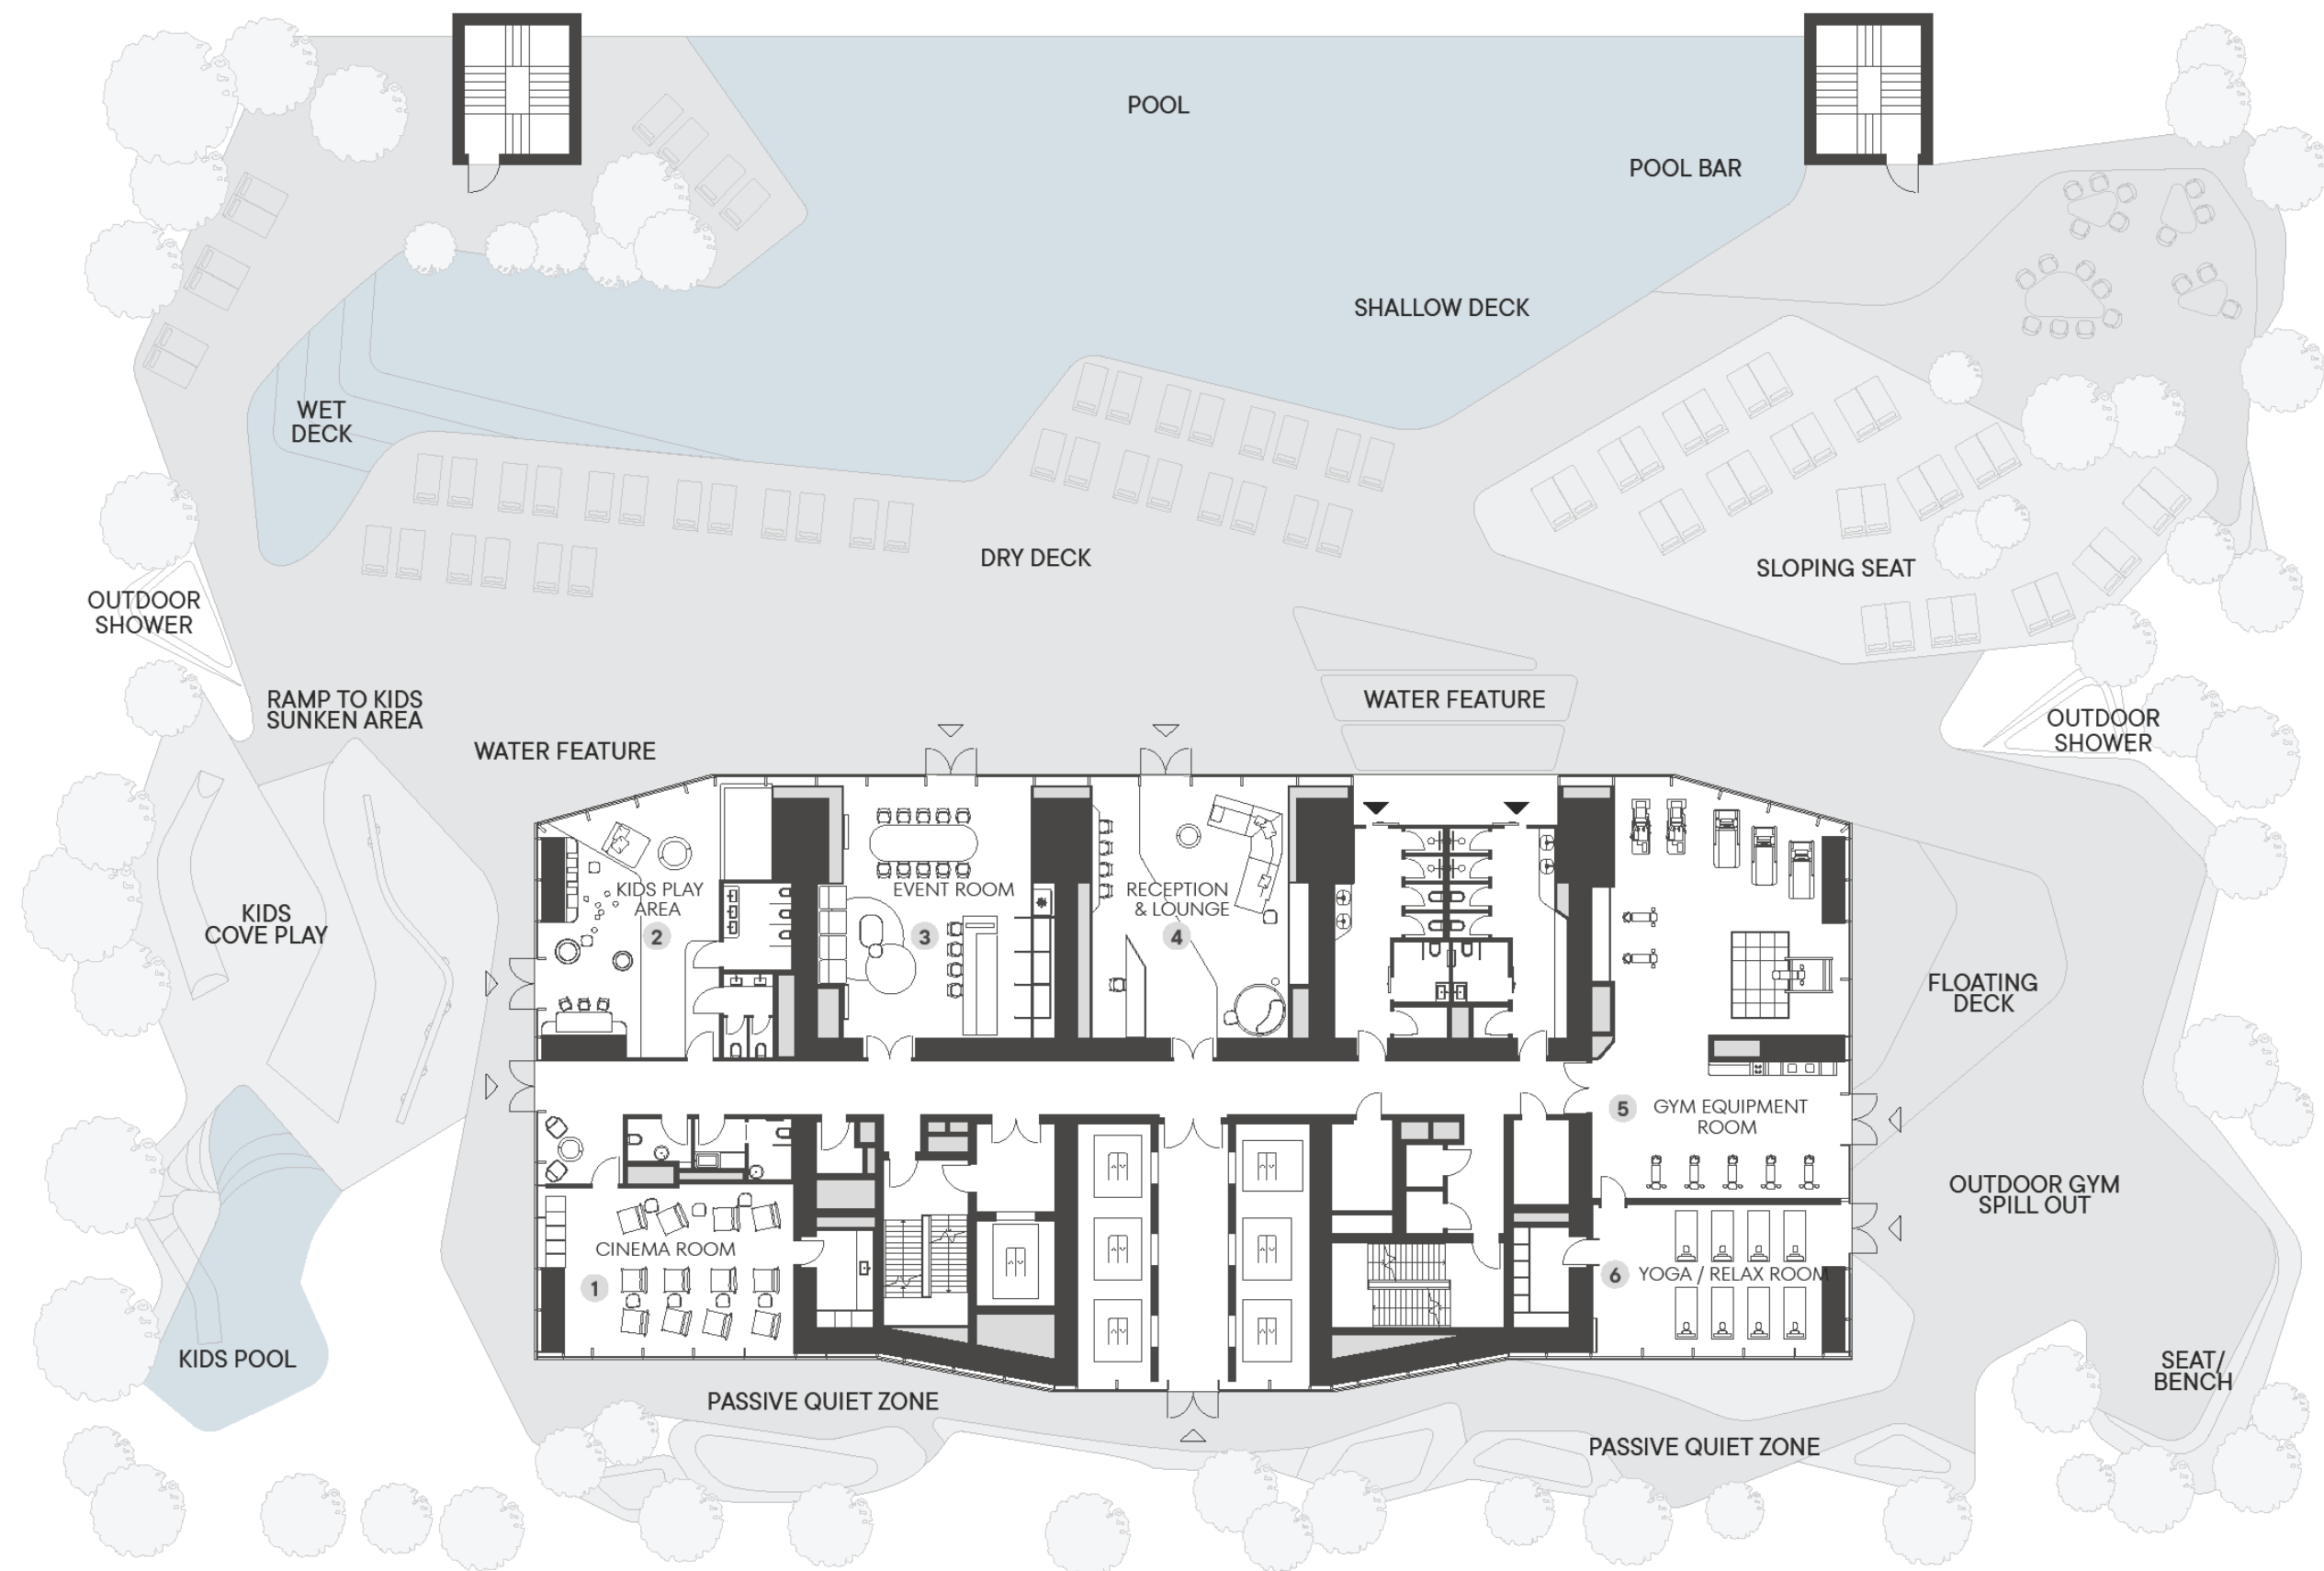 POOL
POOL BAR
SHALLOW DECK
WET
DECK
DRY DECK
SLOPING SEAT
OUTDOOR
SHOWER
RAMP TO KIDS
SUNKEN AREA
WATER FEATURE
WATER FEATURE
OUTDOOR
SHOWER
KIDS
COVE PLAY
KIDS PLAY
AREA
2
EVENT ROOM
3
RECEPTION
& LOUNGE
4
FLOATING
DECK
5
GYM EQUIPMENT
ROOM
OUTDOOR GYM
SPILL OUT
CINEMA ROOM
1
6
YOGA / RELAX ROOM
KIDS POOL
PASSIVE QUIET ZONE
SEAT/
BENCH
PASSIVE QUIET ZONE